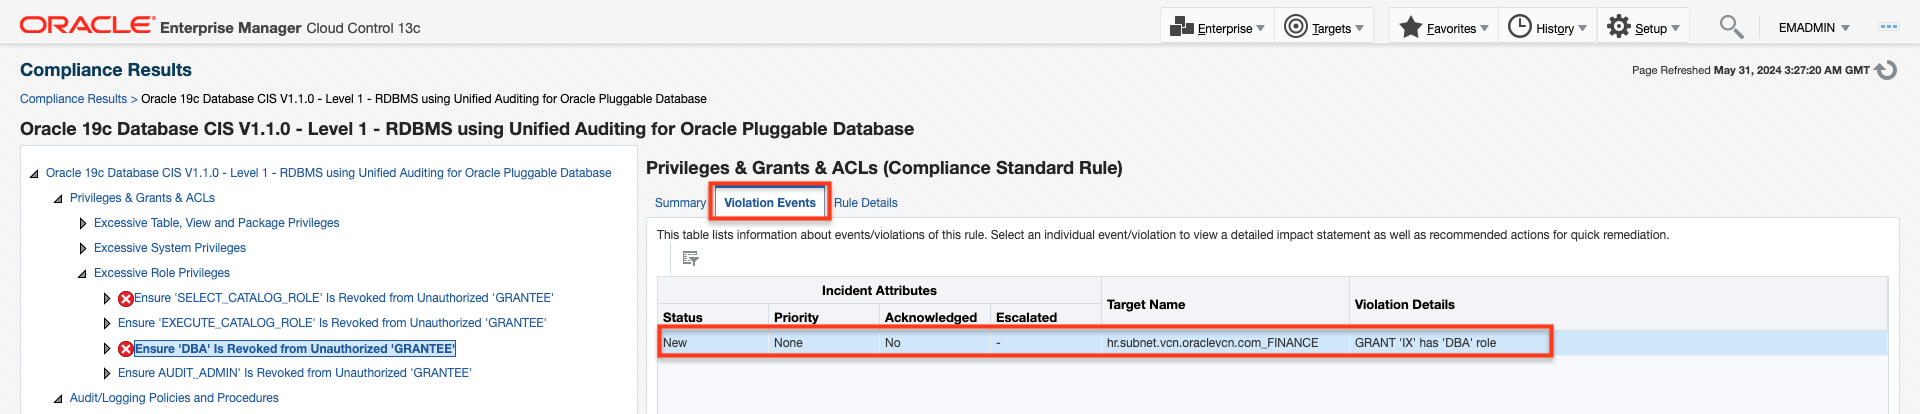 ORACLE Enterprise Manager Cloud Control 13c
Enterprise Targets Favorites History Setup EMADMIN
Compliance Results
Page Refreshed May 31, 2024 3:27:20 AM GMT
Compliance Results > Oracle 19c Database CIS V1.1.0 - Level 1 - RDBMS using Unified Auditing for Oracle Pluggable Database
Oracle 19c Database CIS V1.1.0 - Level 1 - RDBMS using Unified Auditing for Oracle Pluggable Database
Oracle 19c Database CIS V1.1.0 - Level 1 - RDBMS using Unified Auditing for Oracle Pluggable Database
Privileges & Grants & ACLs
Excessive Table, View and Package Privileges
Excessive System Privileges
Excessive Role Privileges
Ensure 'SELECT_CATALOG_ROLE' Is Revoked from Unauthorized 'GRANTEE'
Ensure 'EXECUTE_CATALOG_ROLE' Is Revoked from Unauthorized 'GRANTEE'
Ensure 'DBA' Is Revoked from Unauthorized 'GRANTEE'
Ensure AUDIT_ADMIN' Is Revoked from Unauthorized 'GRANTEE'
Audit/Logging Policies and Procedures
Privileges & Grants & ACLs (Compliance Standard Rule)
Summary Violation Events Rule Details
This table lists information about events/violations of this rule. Select an individual event/violation to view a detailed impact statement as well as recommended actions for quick remediation.
Incident Attributes
Target Name Violation Details
Status Priority Acknowledged Escalated
New None No - hr.subnet.vcn.oraclevcn.com_FINANCE GRANT 'IX' has 'DBA' role